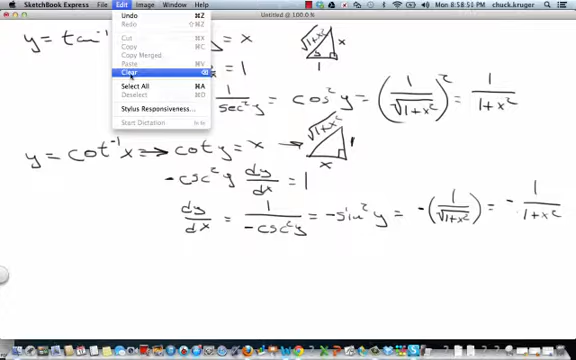 SketchBook Express File Edit Image Window Help 8:58:51 PM chuck.kruger
Untitled @ 100.0 %
Undo ⌘Z
Redo ⇧⌘Z
Cut ⌘X
Copy ⌘C
Copy Merged
Paste ⌘V
Clear
Select All ⌘A
Deselect ⌘D
Stylus Responsiveness...
Start Dictation fn fn
y = tan = x √1+x² x 1
= 1
1/sec²y = cos²y = (1/√1+x²)² = 1/1+x²
y = cot⁻¹x → cot y = x → √1+x² 1 x
-csc²y dy/dx = 1
dy/dx = 1/-csc²y = -sin²y = -(1/√1+x²)² = -1/1+x²